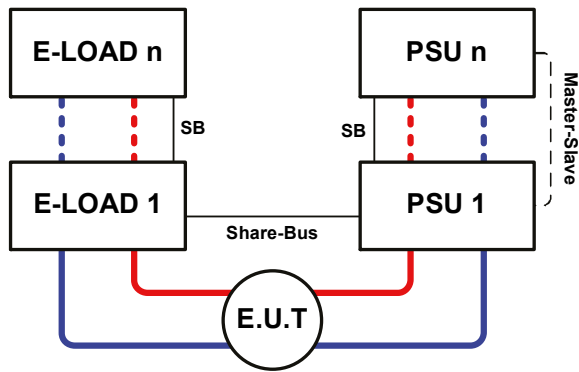 E-LOAD n
PSU n
SB
SB
Master-Slave
E-LOAD 1
PSU 1
Share-Bus
E.U.T